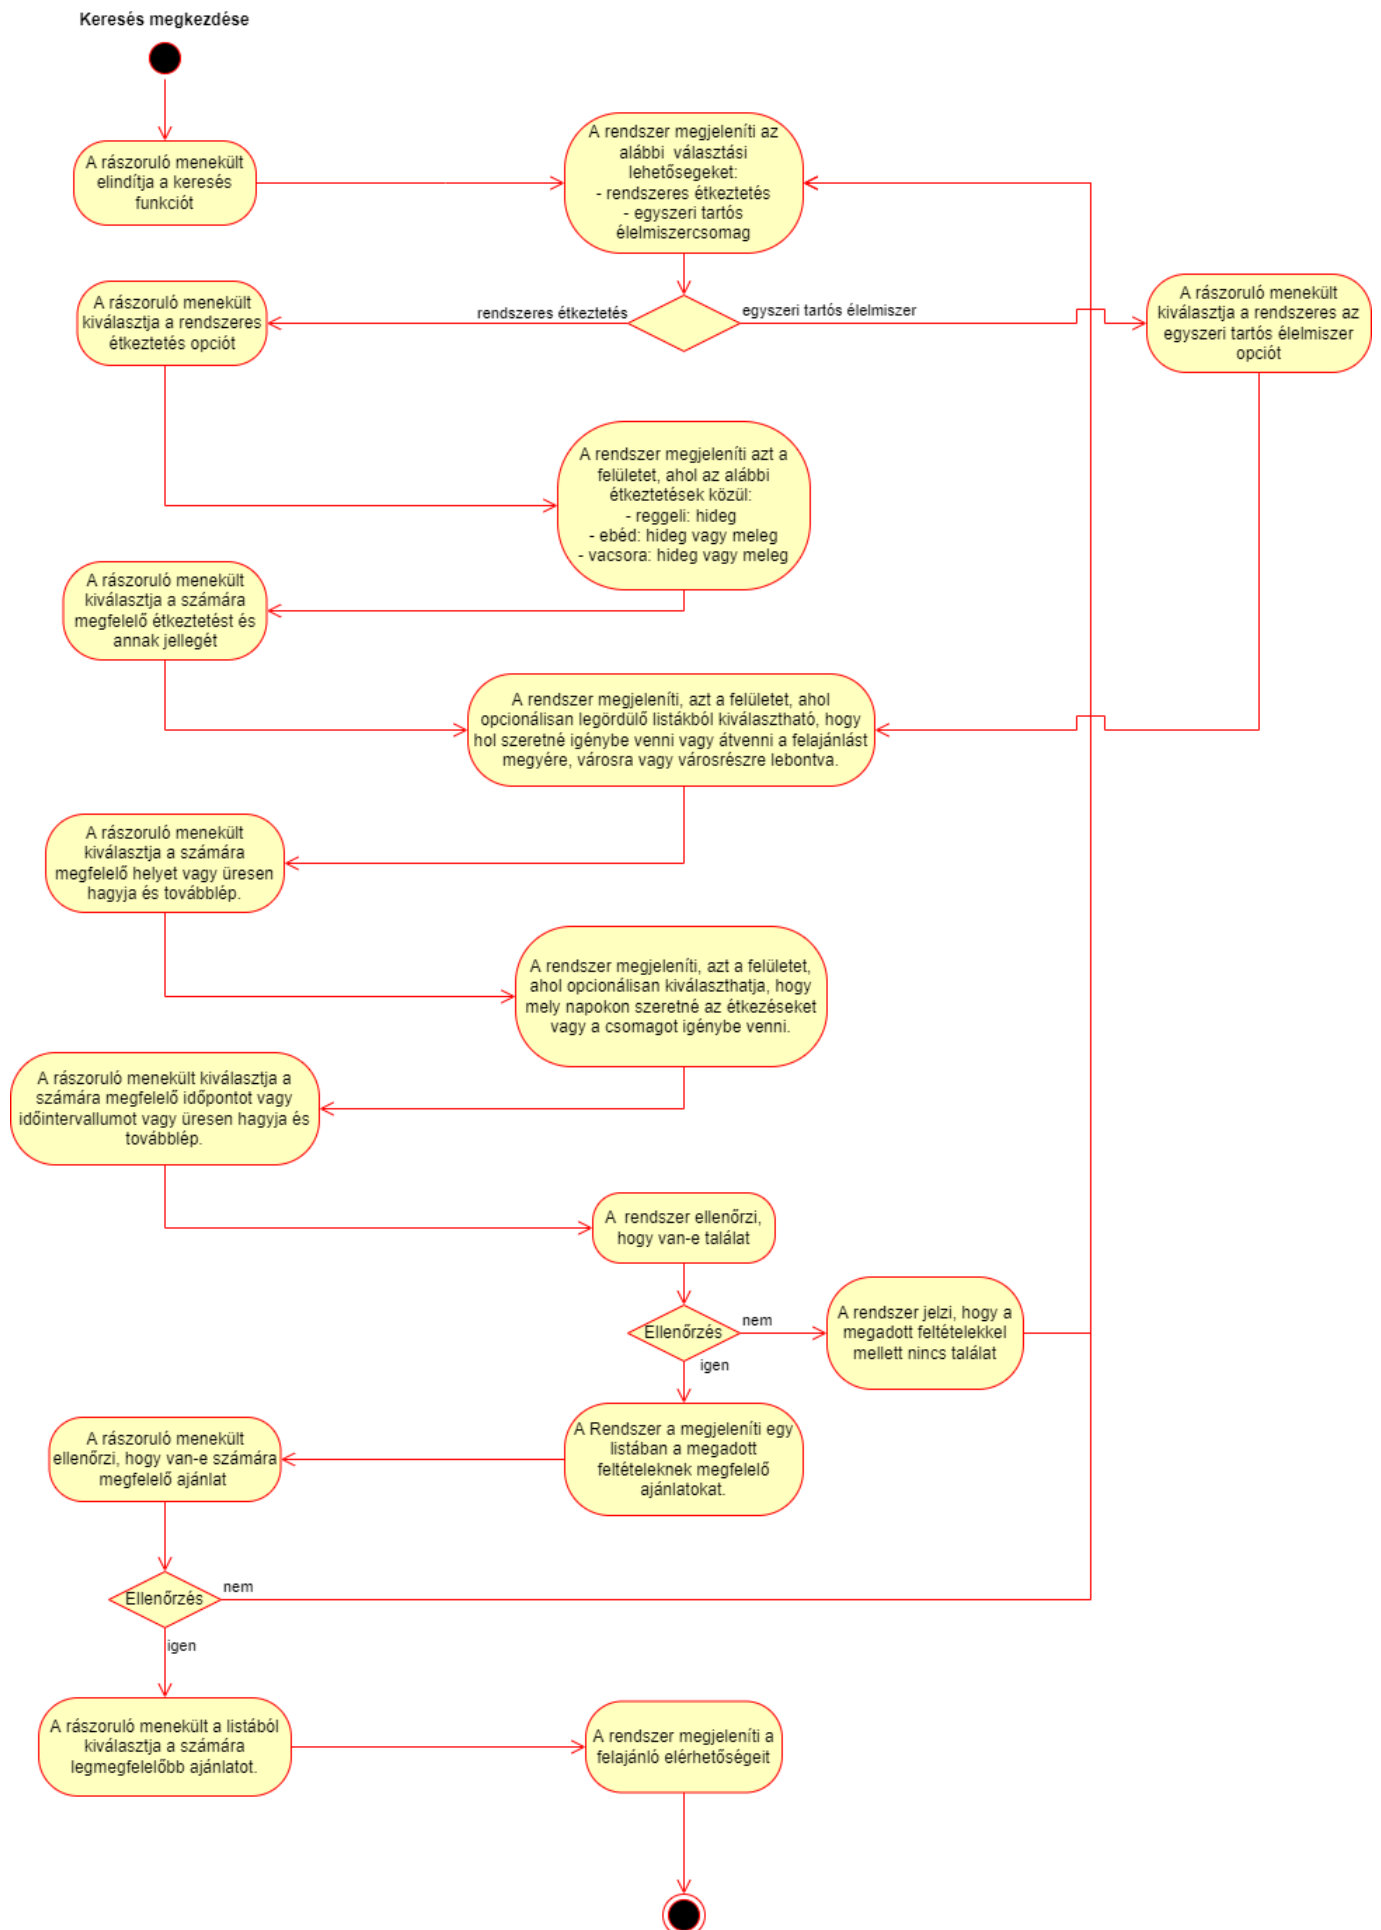 Keresés megkezdése
A rászoruló menekült
elindítja a keresés
funkciót
A rendszer megjeleníti az
alábbi választási
lehetősegeket:
- rendszeres étkeztetés
- egyszeri tartós
élelmiszercsomag
A rászoruló menekült
kiválasztja a rendszeres
étkeztetés opciót
rendszeres étkeztetés
egyszeri tartós élelmiszer
A rászoruló menekült
kiválasztja a rendszeres az
egyszeri tartós élelmiszer
opciót
A rendszer megjeleníti azt a
felületet, ahol az alábbi
étkeztetések közül:
- reggeli: hideg
- ebéd: hideg vagy meleg
- vacsora: hideg vagy meleg
A rászoruló menekült
kiválasztja a számára
megfelelő étkeztetést és
annak jellegét
A rendszer megjeleníti, azt a felületet, ahol
opcionálisan legördülő listákból kiválasztható, hogy
hol szeretné igénybe venni vagy átvenni a felajánlást
megyére, városra vagy városrészre lebontva.
A rászoruló menekült
kiválasztja a számára
megfelelő helyet vagy üresen
hagyja és továbblép.
A rendszer megjeleníti, azt a felületet,
ahol opcionálisan kiválaszthatja, hogy
mely napokon szeretné az étkezéseket
vagy a csomagot igénybe venni.
A rászoruló menekült kiválasztja a
számára megfelelő időpontot vagy
időintervallumot vagy üresen hagyja és
továbblép.
A rendszer ellenőrzi,
hogy van-e találat
Ellenőrzés
nem
igen
A rendszer jelzi, hogy a
megadott feltételekkel
mellett nincs találat
A Rendszer a megjeleníti egy
listában a megadott
feltételeknek megfelelő
ajánlatokat.
A rászoruló menekült
ellenőrzi, hogy van-e számára
megfelelő ajánlat
Ellenőrzés
nem
igen
A rászoruló menekült a listából
kiválasztja a számára
legmegfelelőbb ajánlatot.
A rendszer megjeleníti a
felajánló elérhetőségeit